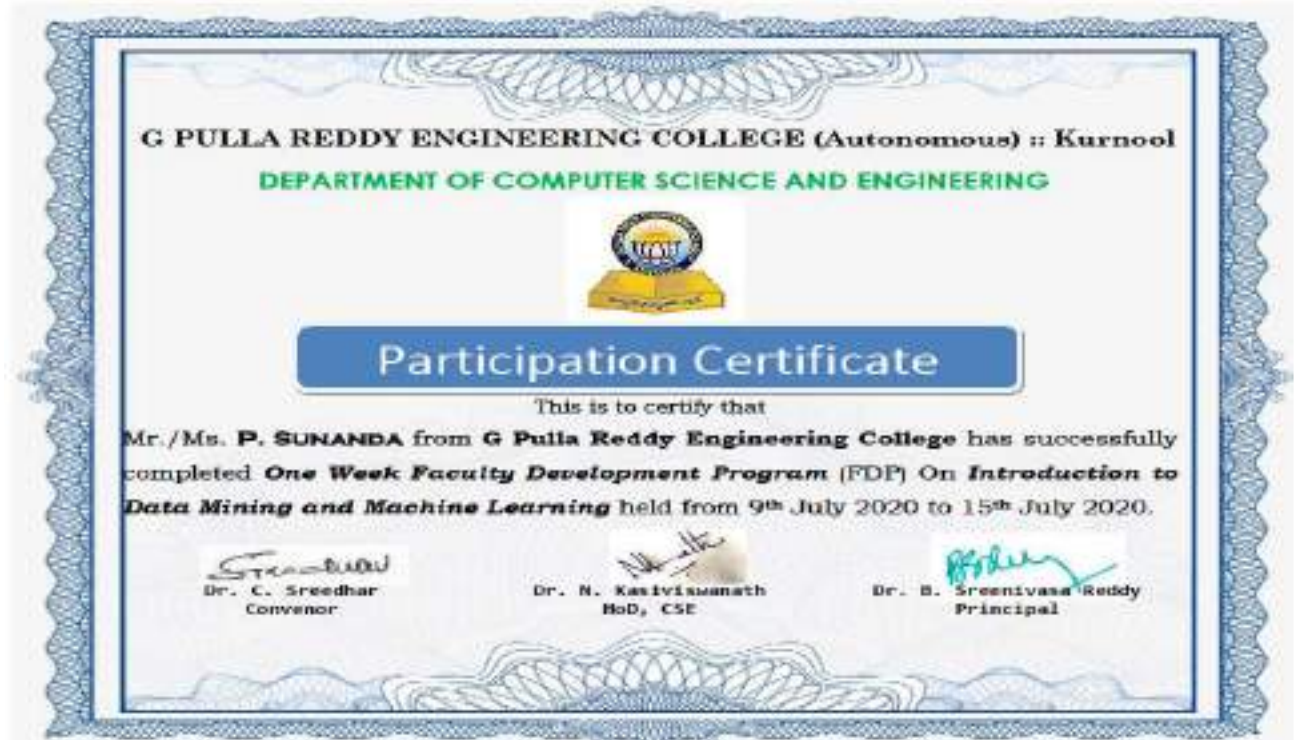 G PULLA REDDY ENGINEERING COLLEGE (Autonomous) :: Kurnool
DEPARTMENT OF COMPUTER SCIENCE AND ENGINEERING
Participation Certificate
This is to certify that
Mr./Ms. P. SUNANDA from G Pulla Reddy Engineering College has successfully
completed One Week Faculty Development Program (FDP) On Introduction to
Data Mining and Machine Learning held from 9th July 2020 to 15th July 2020.
Dr. C. Sreedhar
Convenor
Dr. N. Kasiviswanath
HoD, CSE
Dr. B. Sreenivasa Reddy
Principal